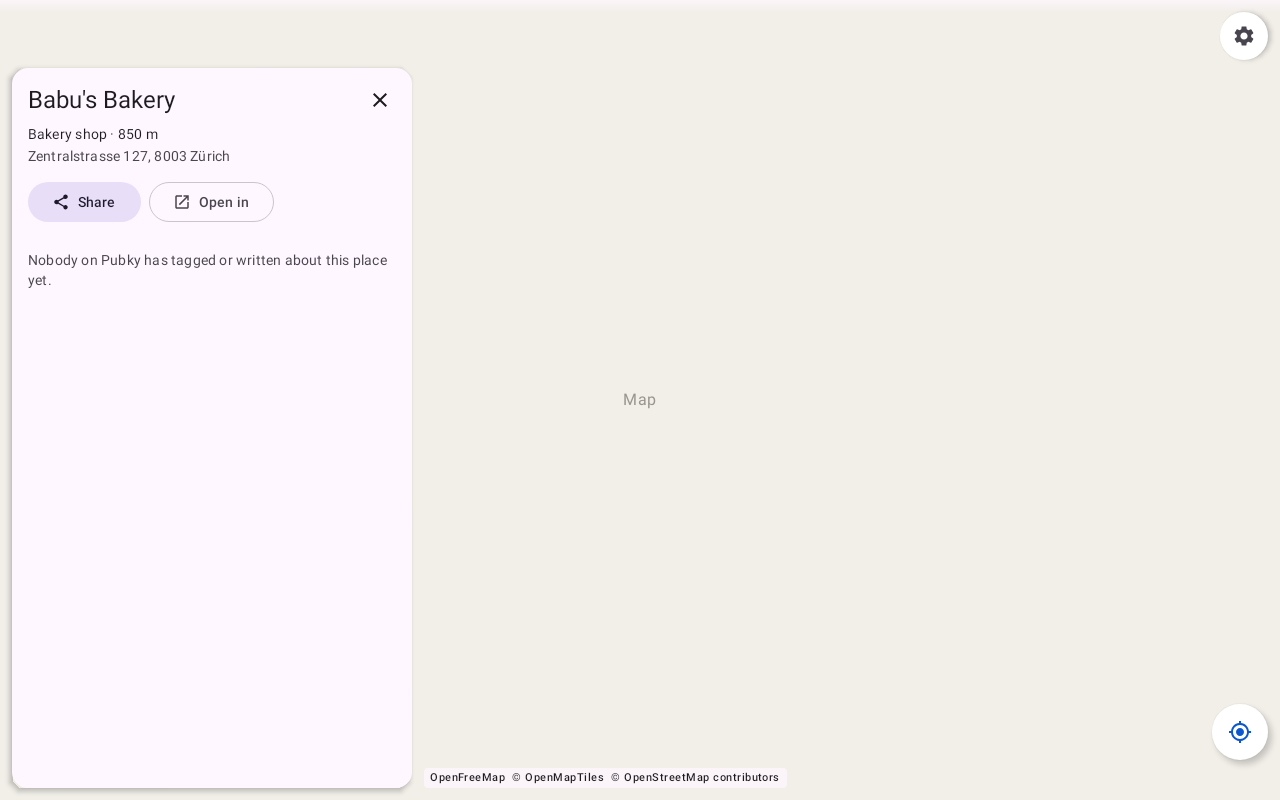 Babu's Bakery
Bakery shop · 850 m
Zentralstrasse 127, 8003 Zürich
Share
Open in
Nobody on Pubky has tagged or written about this place
yet.
Map
OpenFreeMap © OpenMapTiles © OpenStreetMap contributors